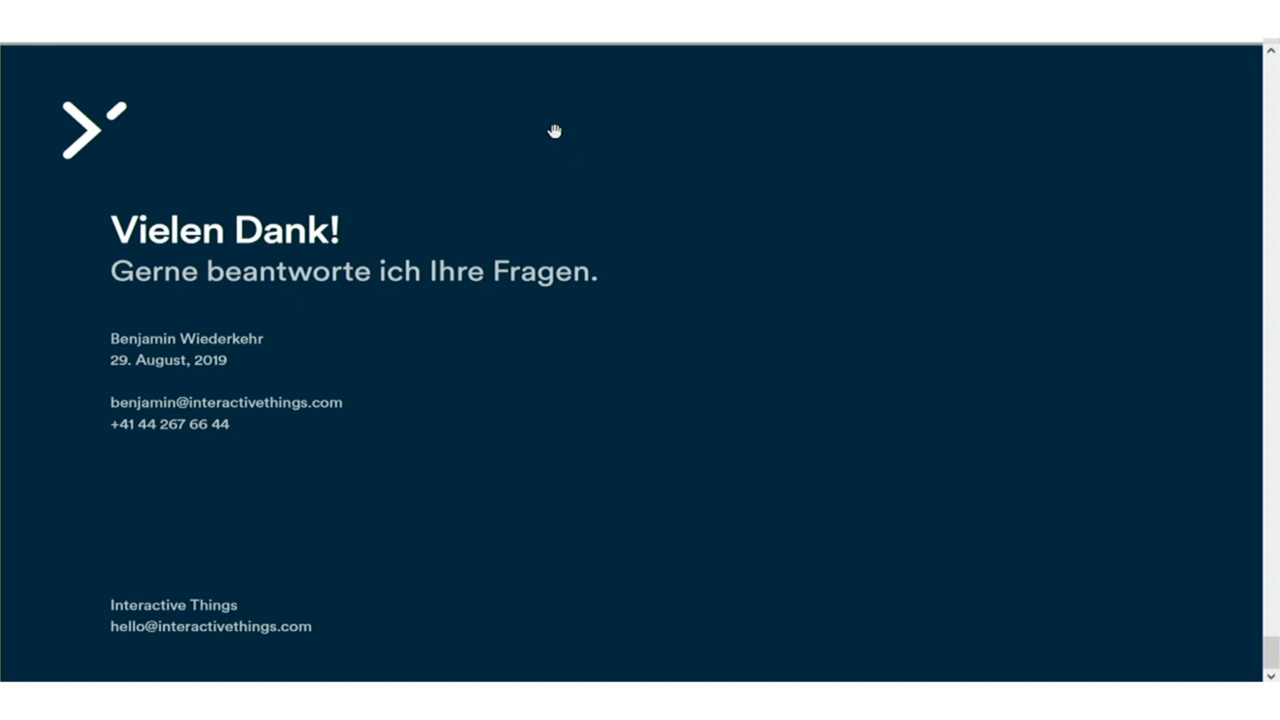 Vielen Dank!
Gerne beantworte ich Ihre Fragen.
Benjamin Wiederkehr
29. August, 2019
benjamin@interactivethings.com
+41 44 267 66 44
Interactive Things
hello@interactivethings.com